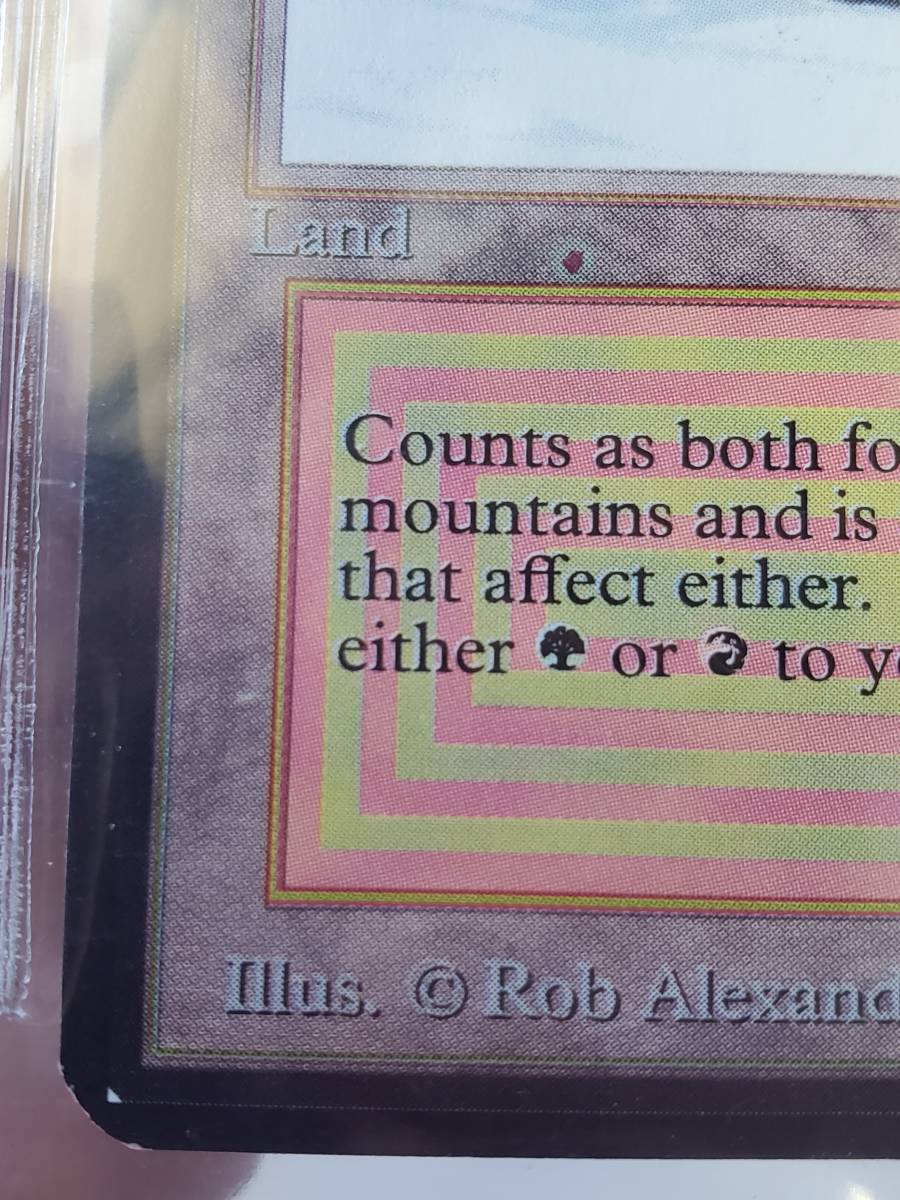 Land
Counts as both fo
mountains and is
that affect either.
either or to y
Illus. © Rob Alexand